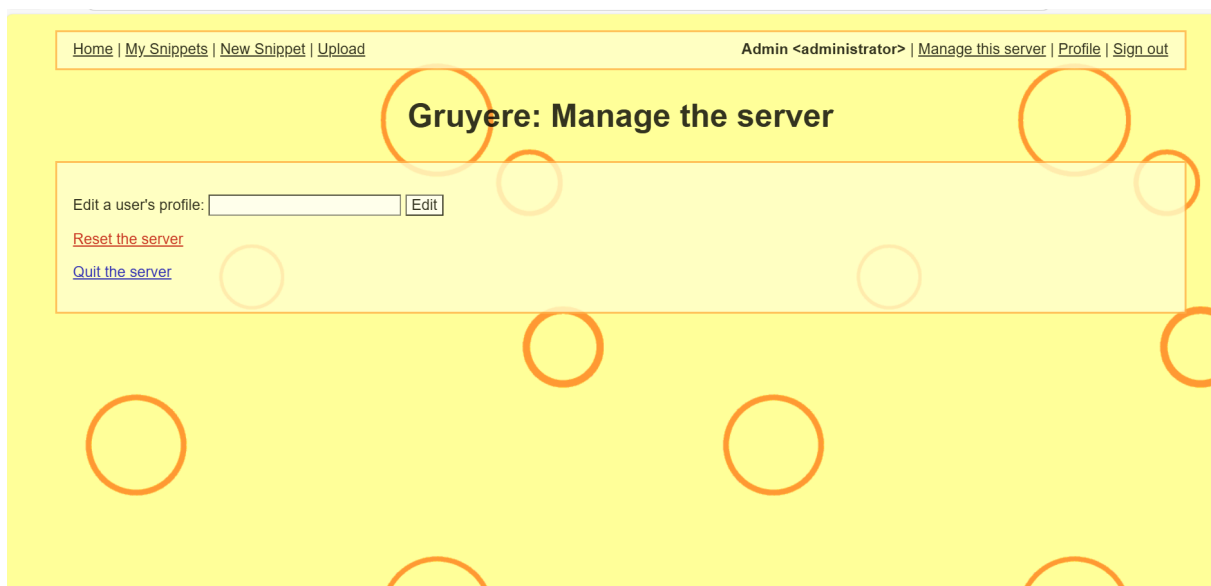 Home | My Snippets | New Snippet | Upload
Admin <administrator> | Manage this server | Profile | Sign out
Gruyere: Manage the server
Edit a user's profile: Edit
Reset the server
Quit the server